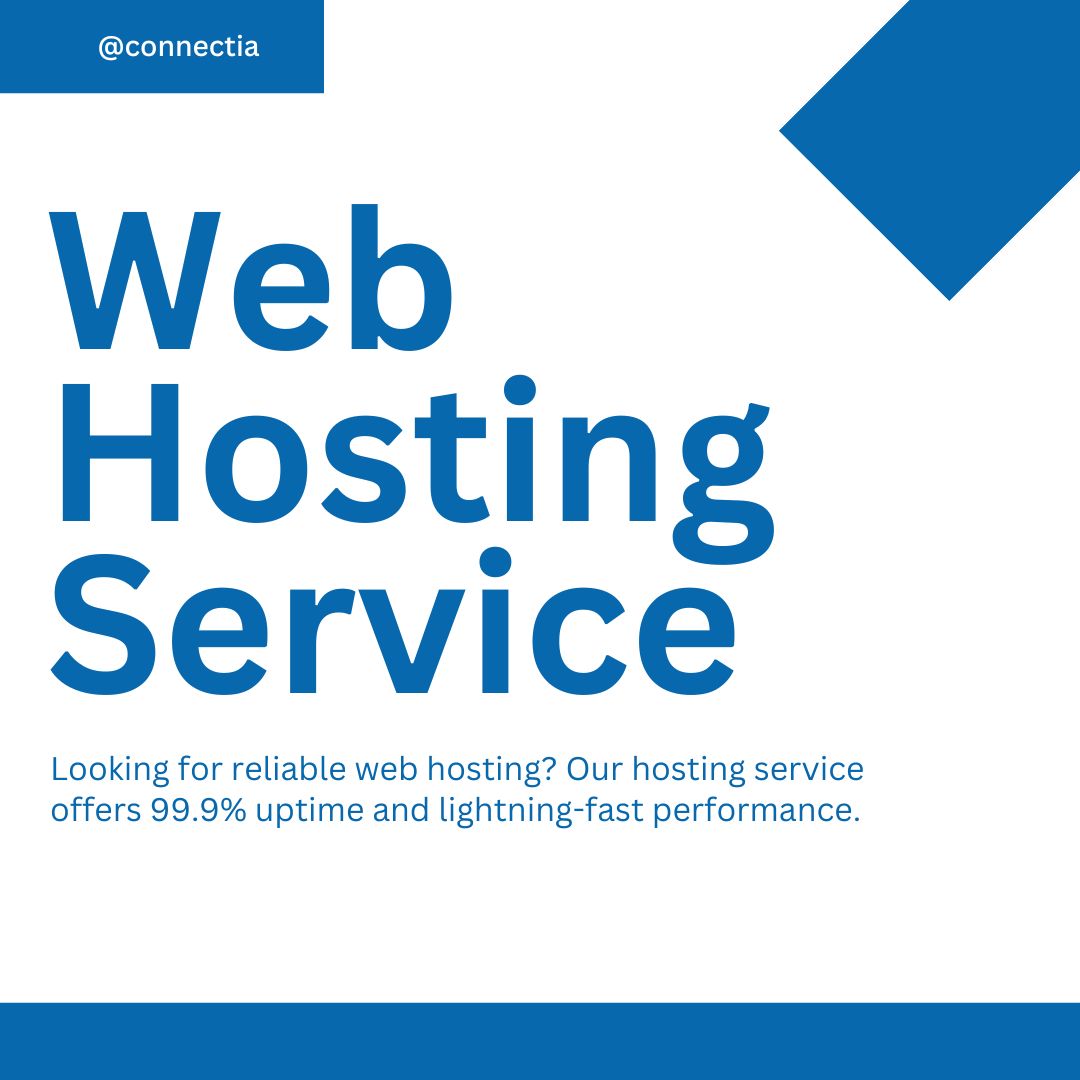 @connectia
Web
Hosting
Service
Looking for reliable web hosting? Our hosting service
offers 99.9% uptime and lightning-fast performance.